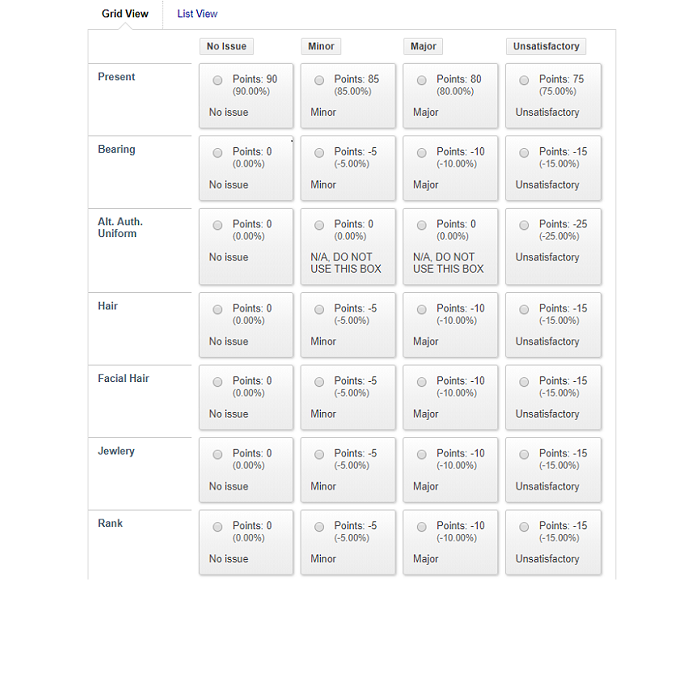 Grid View List View
No Issue Minor Major Unsatisfactory
Present
Points: 90 Points: 85 Points: 80 Points: 75
(90.00%) (85.00%) (80.00%) (75.00%)
No issue Minor Major Unsatisfactory
Bearing
Points: 0 Points: -5 Points: -10 Points: -15
(0.00%) (-5.00%) (-10.00%) (-15.00%)
No issue Minor Major Unsatisfactory
Alt. Auth.
Uniform
Points: 0 Points: 0 Points: 0 Points: -25
(0.00%) (0.00%) (0.00%) (-25.00%)
No issue N/A, DO NOT N/A, DO NOT Unsatisfactory
USE THIS BOX USE THIS BOX
Hair
Points: 0 Points: -5 Points: -10 Points: -15
(0.00%) (-5.00%) (-10.00%) (-15.00%)
No issue Minor Major Unsatisfactory
Facial Hair
Points: 0 Points: -5 Points: -10 Points: -15
(0.00%) (-5.00%) (-10.00%) (-15.00%)
No issue Minor Major Unsatisfactory
Jewlery
Points: 0 Points: -5 Points: -10 Points: -15
(0.00%) (-5.00%) (-10.00%) (-15.00%)
No issue Minor Major Unsatisfactory
Rank
Points: 0 Points: -5 Points: -10 Points: -15
(0.00%) (-5.00%) (-10.00%) (-15.00%)
No issue Minor Major Unsatisfactory